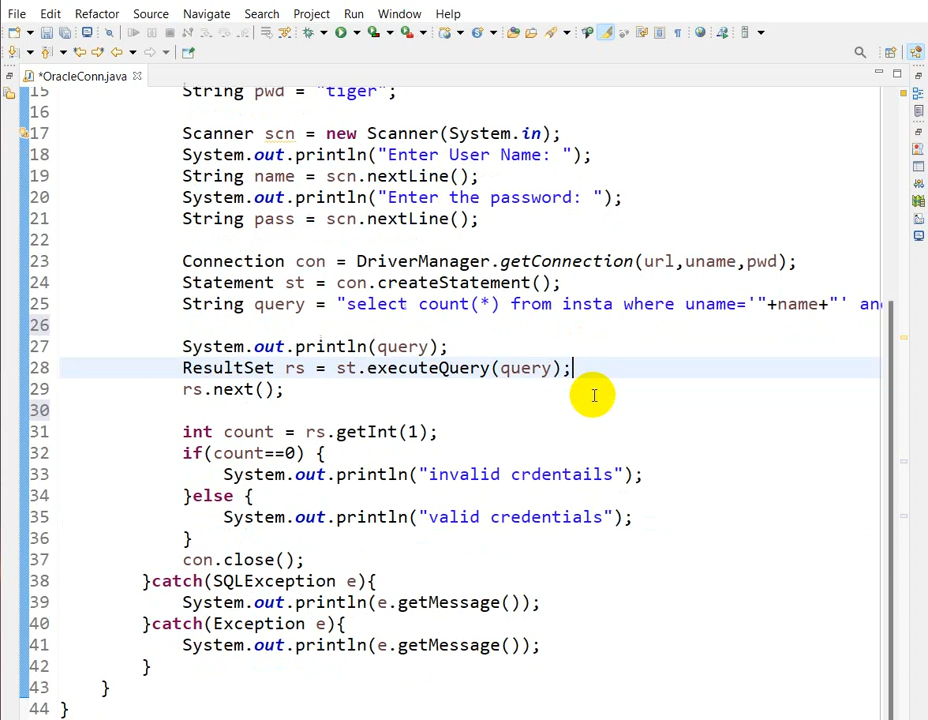 File Edit Refactor Source Navigate Search Project Run Window Help
*OracleConn.java
15 String pwd = "tiger";
16
17 Scanner scn = new Scanner(System.in);
18 System.out.println("Enter User Name: ");
19 String name = scn.nextLine();
20 System.out.println("Enter the password: ");
21 String pass = scn.nextLine();
22
23 Connection con = DriverManager.getConnection(url,uname,pwd);
24 Statement st = con.createStatement();
25 String query = "select count(*) from insta where uname='"+name+"' and
26
27 System.out.println(query);
28 ResultSet rs = st.executeQuery(query);
29 rs.next();
30
31 int count = rs.getInt(1);
32 if(count==0) {
33 System.out.println("invalid crdentails");
34 }else {
35 System.out.println("valid credentials");
36 }
37 con.close();
38 }catch(SQLException e){
39 System.out.println(e.getMessage());
40 }catch(Exception e){
41 System.out.println(e.getMessage());
42 }
43 }
44 }